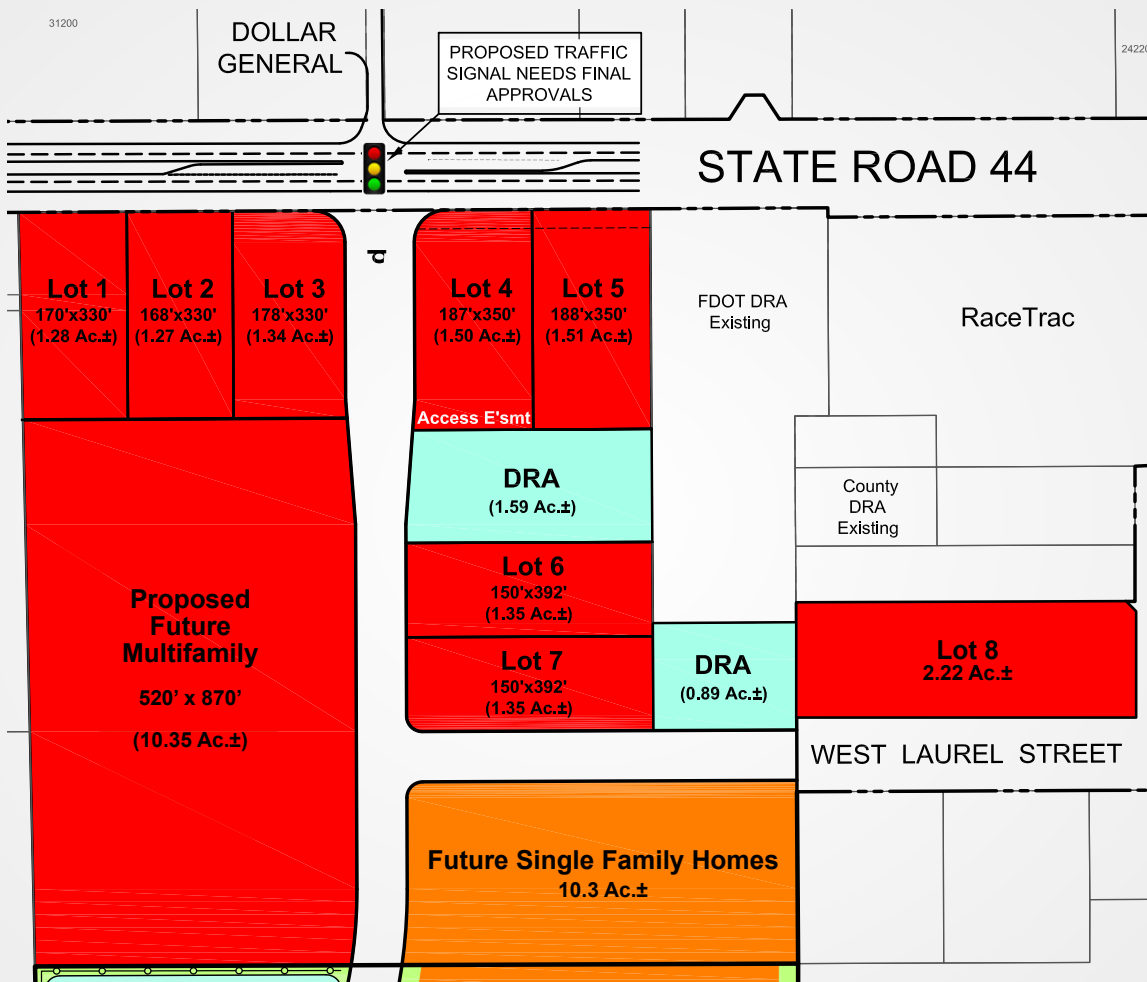 31200
DOLLAR
GENERAL
PROPOSED TRAFFIC
SIGNAL NEEDS FINAL
APPROVALS
24220
STATE ROAD 44
d
Lot 1
170'x330'
(1.28 Ac.±)
Lot 2
168'x330'
(1.27 Ac.±)
Lot 3
178'x330'
(1.34 Ac.±)
Lot 4
187'x350'
(1.50 Ac.±)
Access E'smt
Lot 5
188'x350'
(1.51 Ac.±)
FDOT DRA
Existing
RaceTrac
DRA
(1.59 Ac.±)
County
DRA
Existing
Lot 6
150'x392'
(1.35 Ac.±)
Proposed
Future
Multifamily
520’ x 870’
(10.35 Ac.±)
Lot 7
150'x392'
(1.35 Ac.±)
DRA
(0.89 Ac.±)
Lot 8
2.22 Ac.±
WEST LAUREL STREET
Future Single Family Homes
10.3 Ac.±